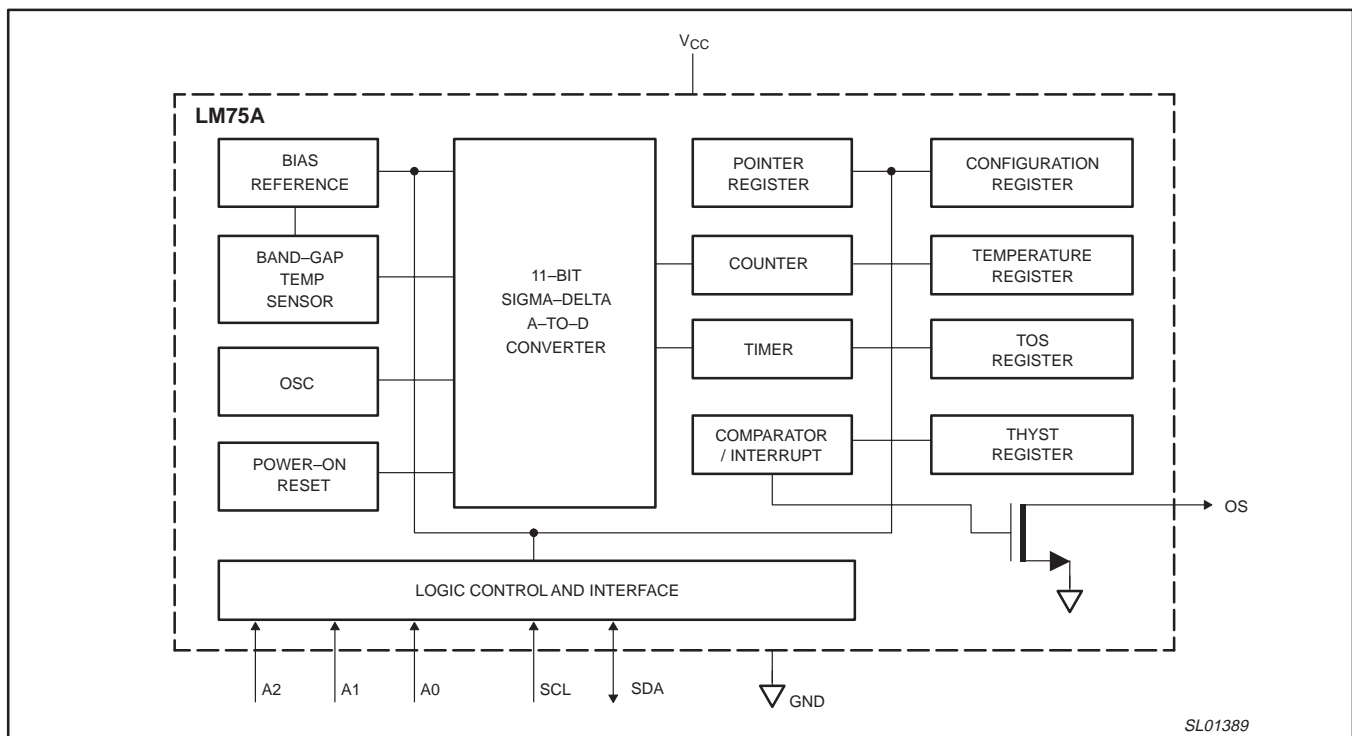 VCC
LM75A
BIAS
REFERENCE
POINTER
REGISTER
CONFIGURATION
REGISTER
BAND–GAP
TEMP
SENSOR
11–BIT
SIGMA–DELTA
A–TO–D
CONVERTER
COUNTER
TEMPERATURE
REGISTER
OSC
TIMER
TOS
REGISTER
POWER–ON
RESET
COMPARATOR
/ INTERRUPT
THYST
REGISTER
OS
LOGIC CONTROL AND INTERFACE
A2
A1
A0
SCL
SDA
GND
SL01389